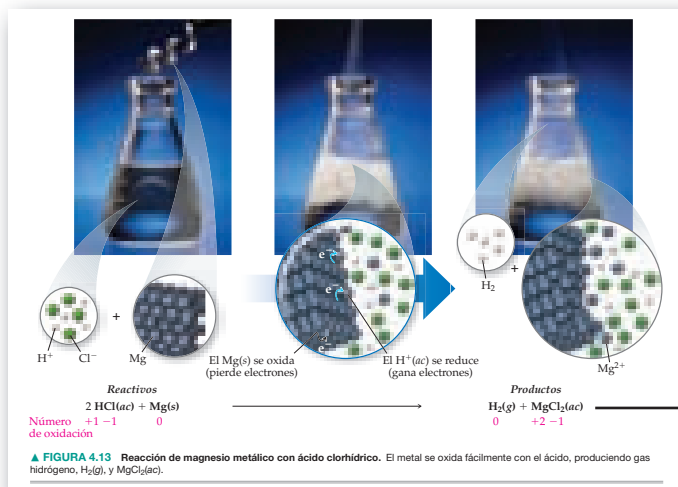 e⁻
e⁻
e⁻
H₂
+
H⁺
Cl⁻
+
Mg
El Mg(s) se oxida
(pierde electrones)
El H⁺(ac) se reduce
(gana electrones)
Mg²⁺
Reactivos
2 HCl(ac) + Mg(s)
Productos
H₂(g) + MgCl₂(ac)
Número
de oxidación
+1 −1 0
0 +2 −1
▲ FIGURA 4.13 Reacción de magnesio metálico con ácido clorhídrico. El metal se oxida fácilmente con el ácido, produciendo gas
hidrógeno, H₂(g), y MgCl₂(ac).